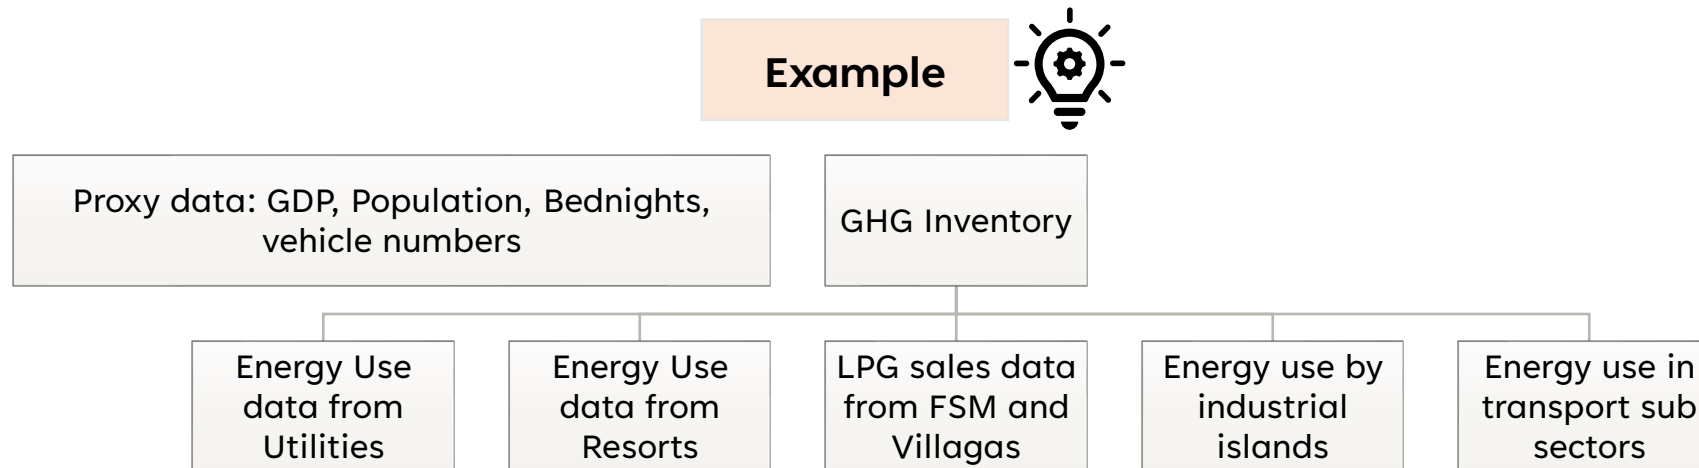 Example
Proxy data: GDP, Population, Bednights,
vehicle numbers
GHG Inventory
Energy Use
data from
Utilities
Energy Use
data from
Resorts
LPG sales data
from FSM and
Villagas
Energy use by
industrial
islands
Energy use in
transport sub
sectors